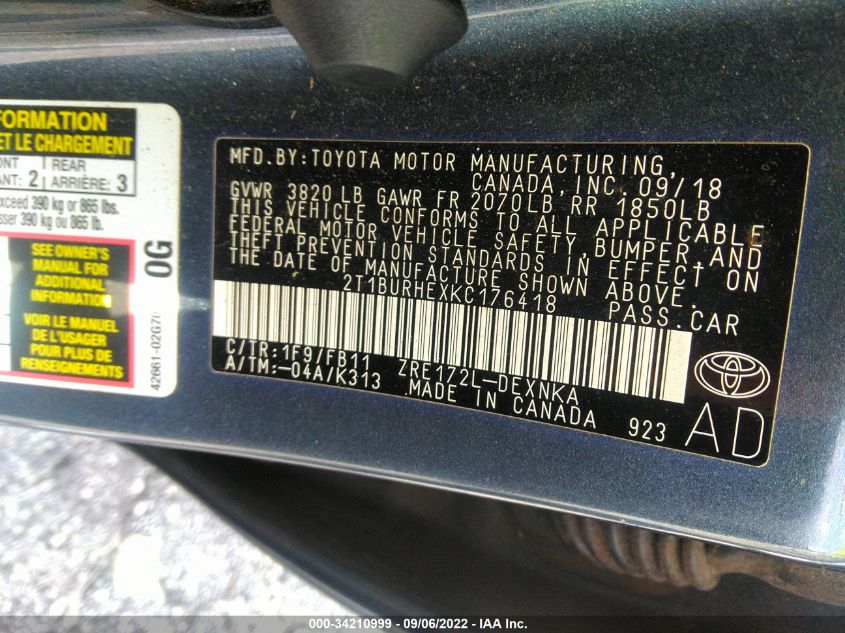 FORMATION
ET LE CHARGEMENT
REAR
ANT: 2 ARRIÈRE: 3
exceed 390 kg or 865 lbs.
sser 390 kg ou 865 lb.
SEE OWNER'S
MANUAL FOR
ADDITIONAL
INFORMATION
VOIR LE MANUEL
DE L'USAGER
POUR PLUS DE
RENSEIGNEMENTS
0G
42661-02G70
MFD.BY:TOYOTA MOTOR MANUFACTURING,
CANADA, INC. 09/18
GVWR 3820 LB GAWR FR 2070LB RR 1850LB
THIS VEHICLE CONFORMS TO ALL APPLICABLE
FEDERAL MOTOR VEHICLE SAFETY, BUMPER, AND
THEFT PREVENTION STANDARDS IN EFFECT ON
THE DATE OF MANUFACTURE SHOWN ABOVE.
2T1BURHEXKC176418 PASS.CAR
C/TR:1F9/FB11 ZRE172L-DEXNKA
A/TM:-04A/K313 MADE IN CANADA 923
AD
000-34210999 - 09/06/2022 - IAA Inc.